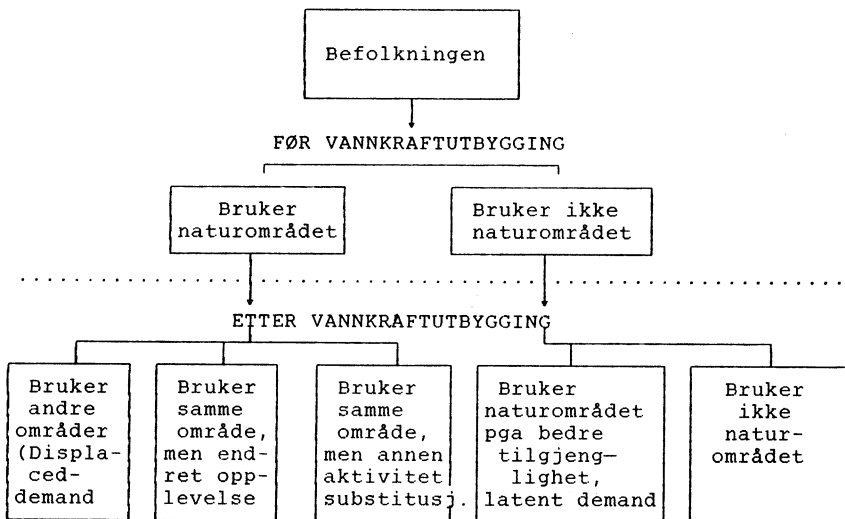 Befolkningen
FØR VANNKRAFTUTBYGGING
Bruker
naturområdet
Bruker ikke
naturområdet
ETTER VANNKRAFTUTBYGGING
Bruker
andre
områder
(Displa-
ced-
demand
Bruker
samme
område,
men end-
ret opp-
levelse
Bruker
samme
område,
men annen
aktivitet
substitusj.
Bruker
naturområdet
pga bedre
tilgjeng-
lighet,
latent demand
Bruker
ikke
natur-
området